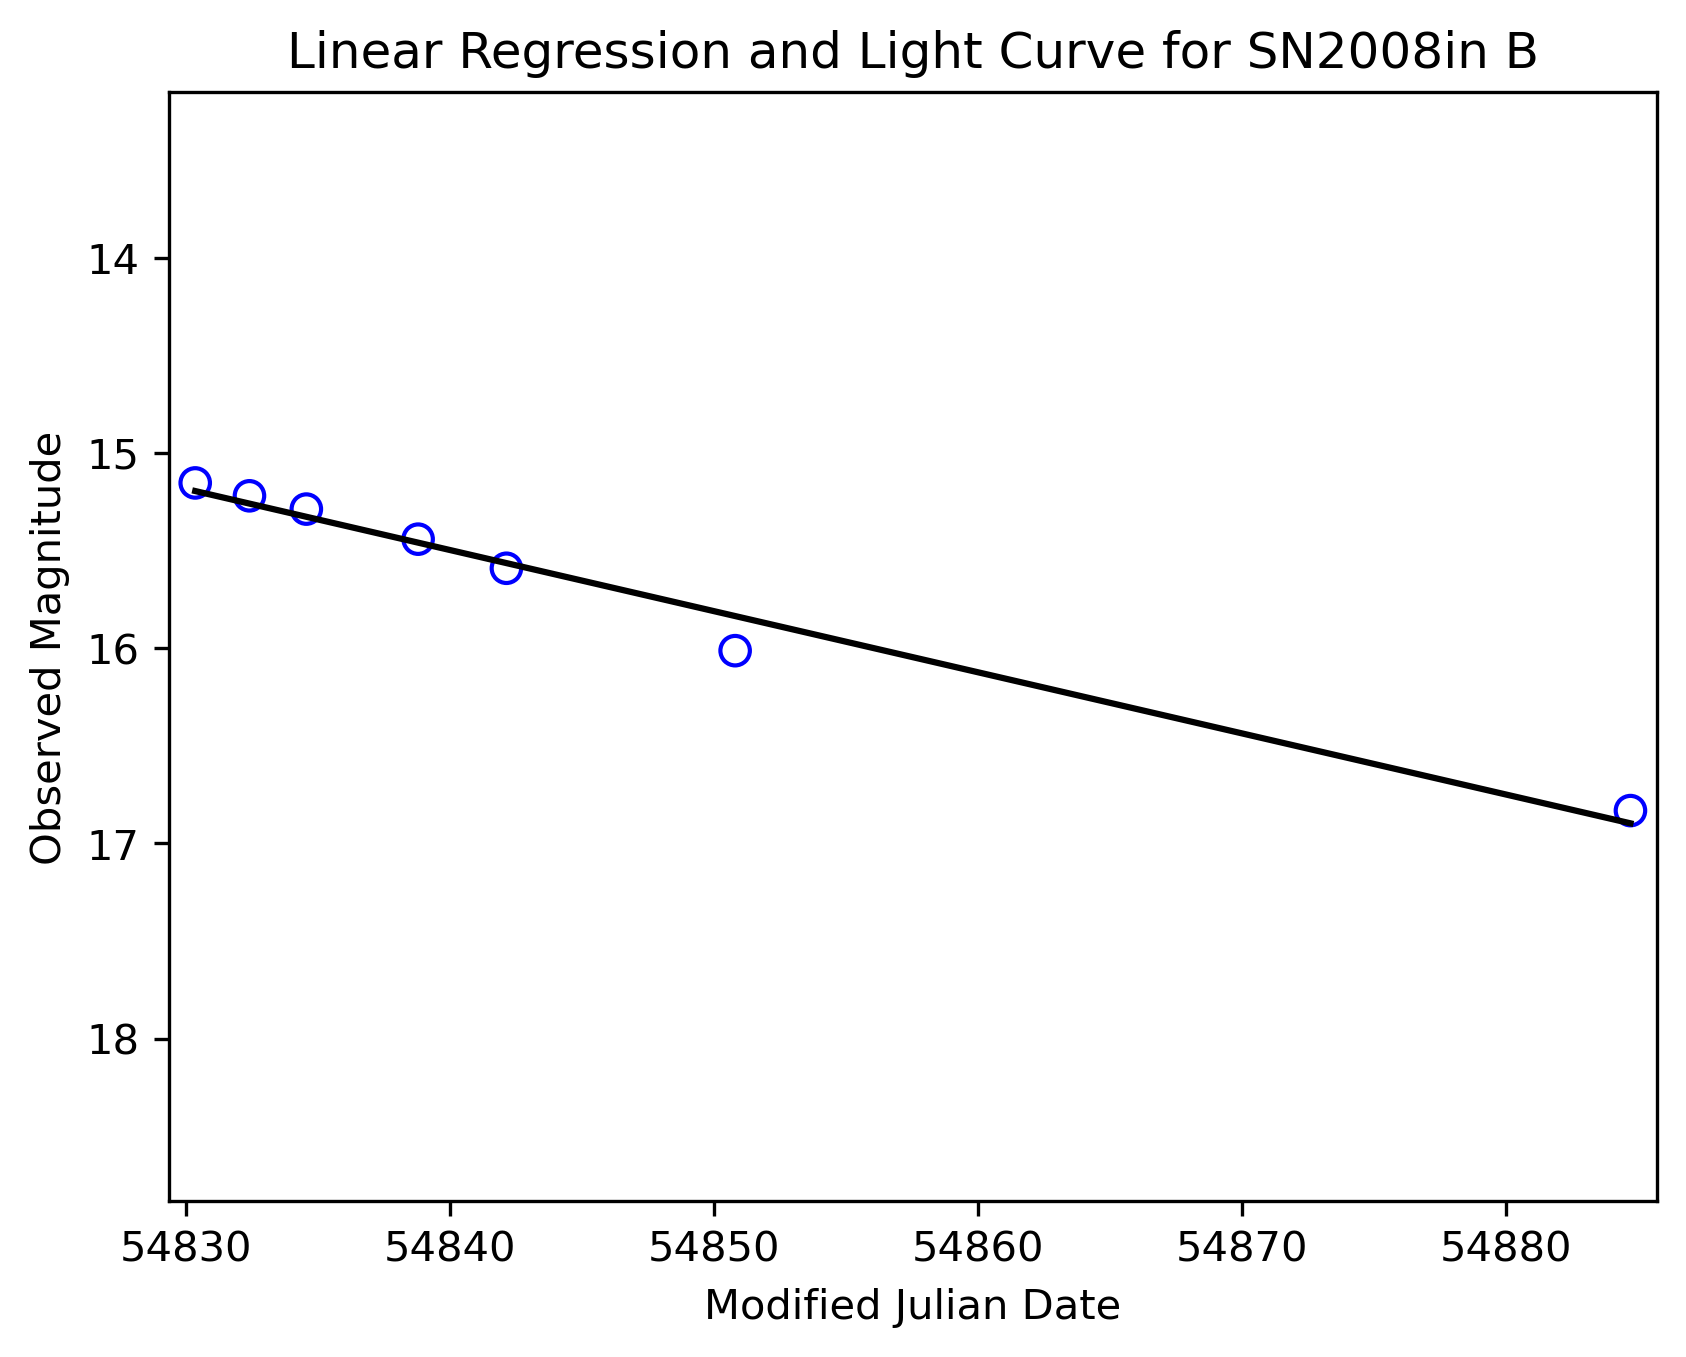 Linear Regression and Light Curve for SN2008in B
14
15
16
17
18
Observed Magnitude
54830 54840 54850 54860 54870 54880
Modified Julian Date